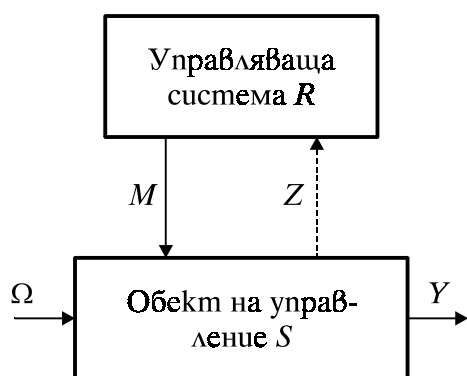 Управляваща
система R
M
Z
Ω
Обект на управ-
ление S
Y